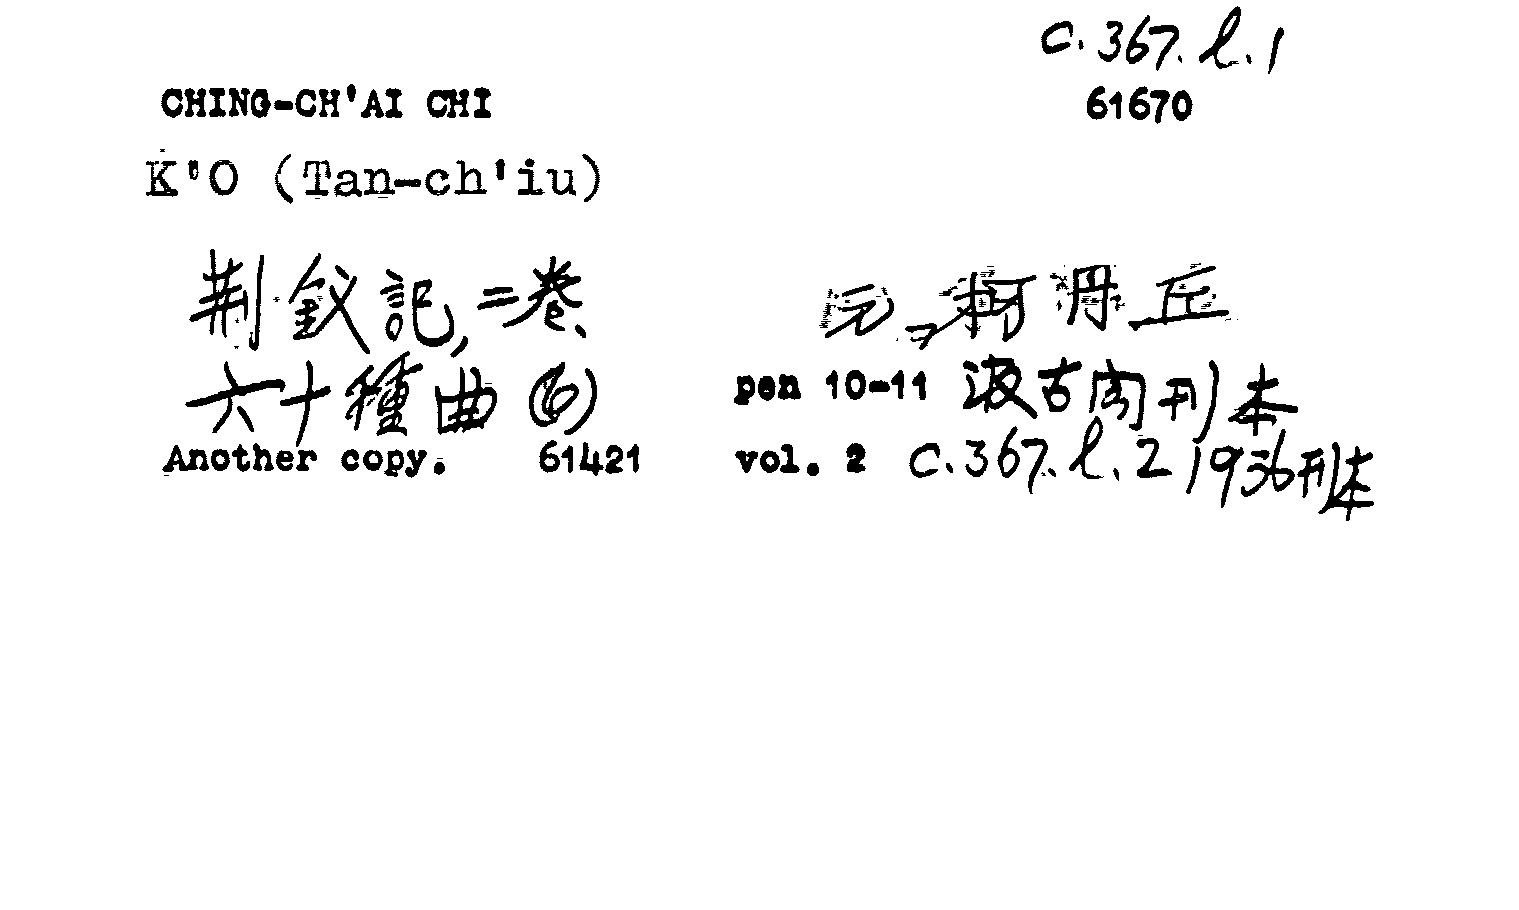 C.367.l.1
CHING-CH'AI CHI 61670
K'O (Tan-ch'iu)
荆釵記,二卷、 元,柯丹丘
六十種曲(6) pen 10-11 汲古閣刊本
Another copy. 61421 vol. 2 C.367.l.2 1936刊本